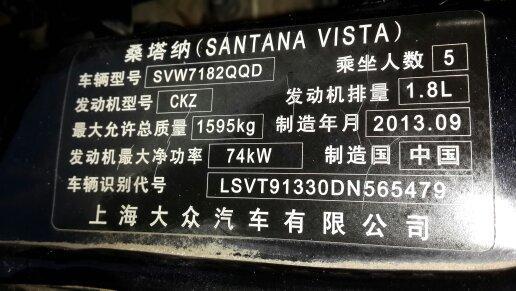 桑塔纳(SANTANA VISTA)
车辆型号 SVW7182QQD 乘坐人数 5
发动机型号 CKZ 发动机排量 1.8L
最大允许总质量 1595kg 制造年月 2013.09
发动机最大净功率 74kW 制造国 中国
车辆识别代号 LSVT91330DN565479
上海大众汽车有限公司